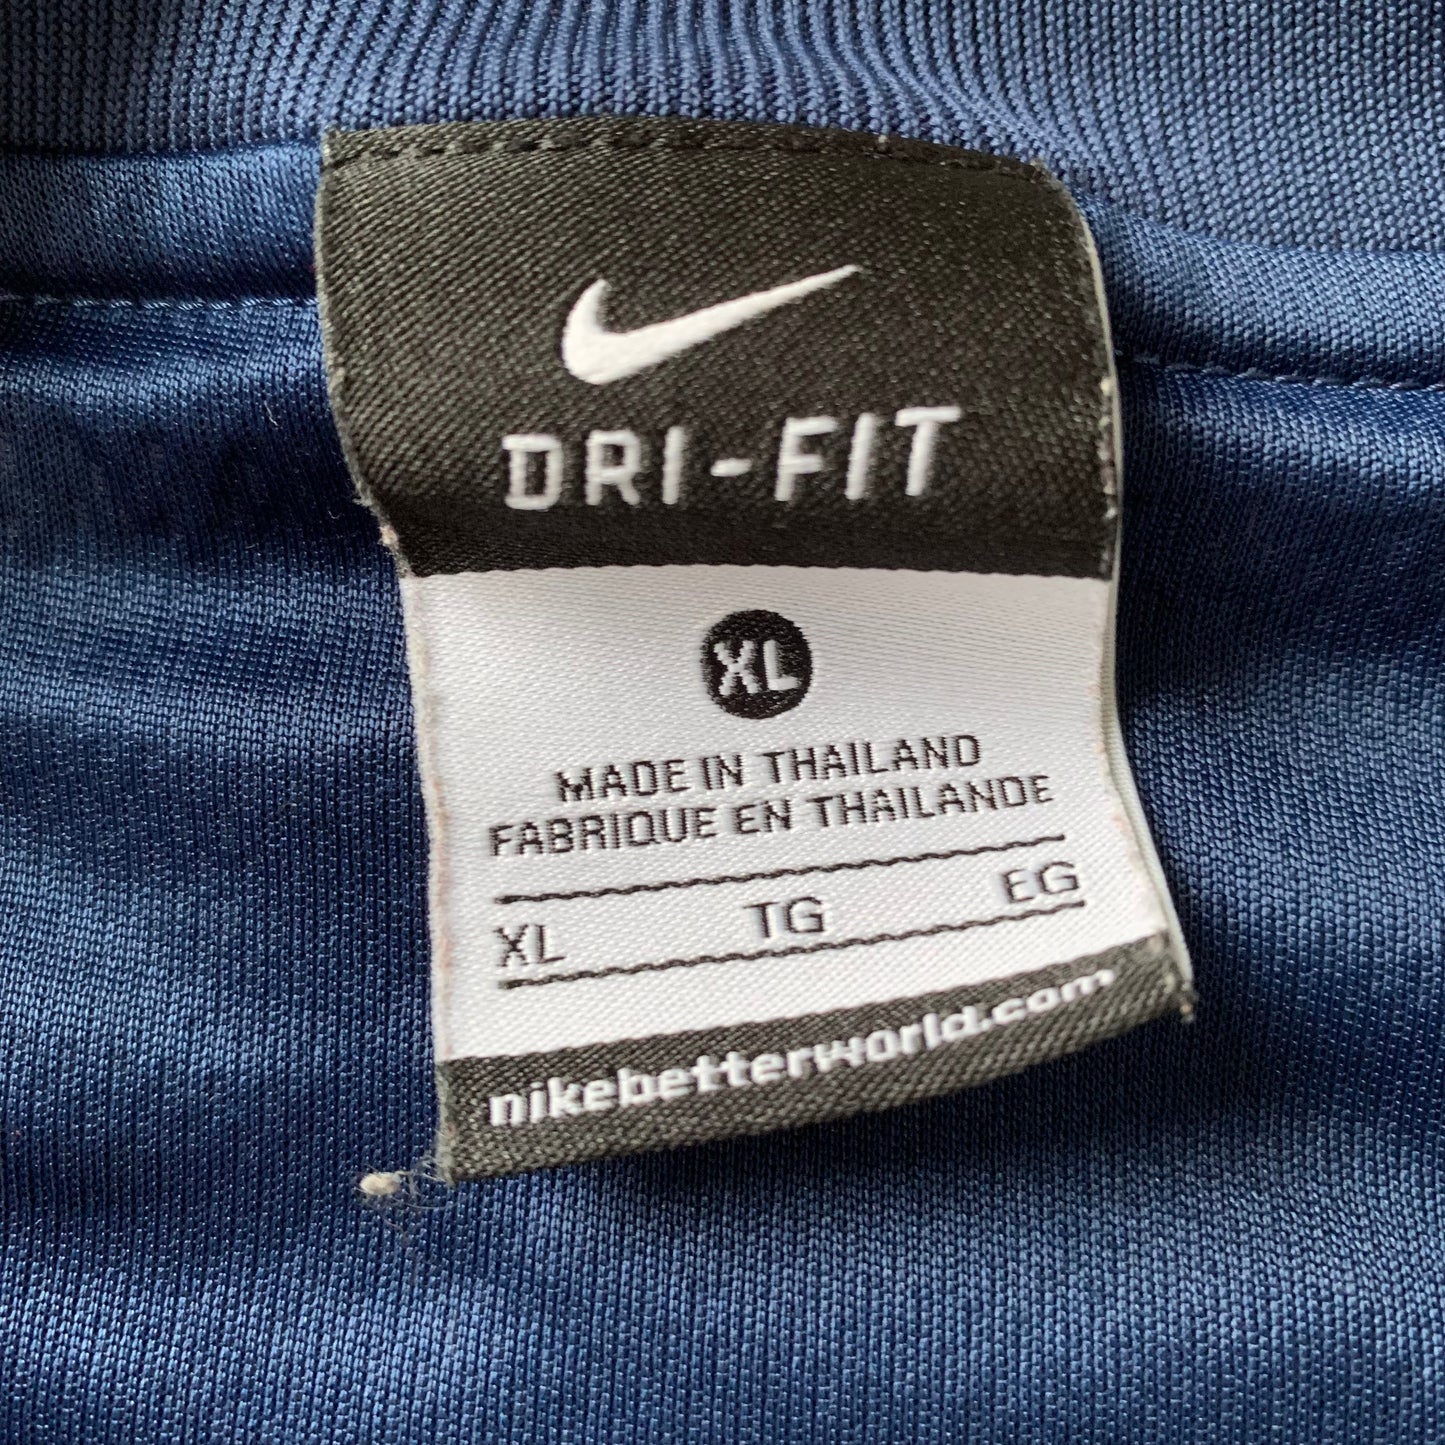 DRI-FIT
XL
MADE IN THAILAND
FABRIQUE EN THAILANDE
XL TG EG
nikebetterworld.com